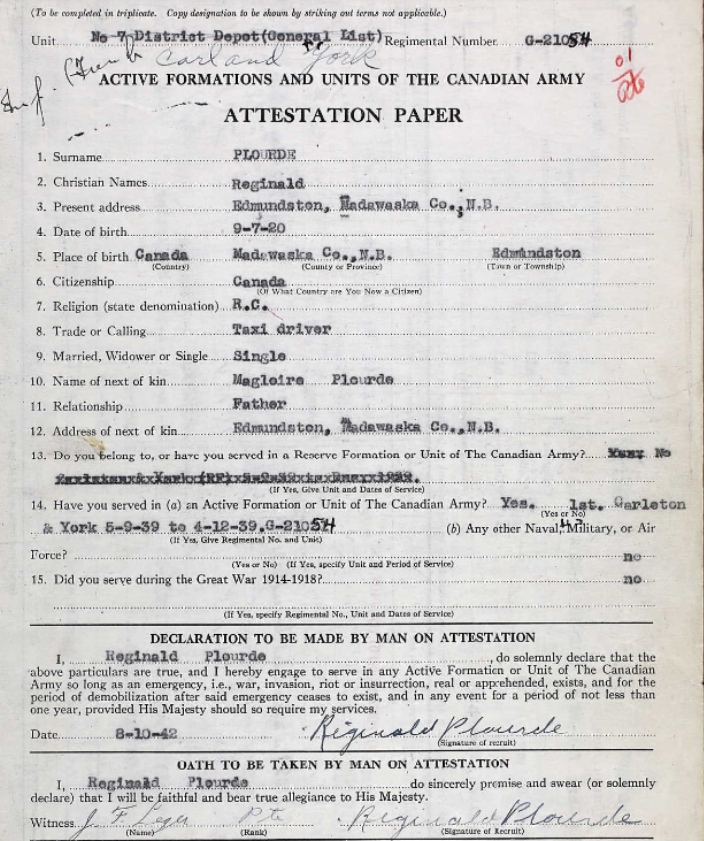 (To be completed in triplicate. Copy designation to be shown by striking out terms not applicable.)
Unit No 7 District Depot (General List) Regimental Number G-21054
Carl and York
01
ACTIVE FORMATIONS AND UNITS OF THE CANADIAN ARMY
ATTESTATION PAPER
1. Surname PLOURDE
2. Christian Names Reginald
3. Present address Edmundston, Madawaska Co., N.B.
4. Date of birth 9-7-20
5. Place of birth Canada Madawaska Co., N.B. Edmundston
(Country) (County or Province) (Town or Township)
6. Citizenship Canada
(Of What Country are You Now a Citizen)
7. Religion (state denomination) R.C.
8. Trade or Calling Taxi driver
9. Married, Widower or Single Single
10. Name of next of kin Magloire Plourde
11. Relationship Father
12. Address of next of kin Edmundston, Madawaska Co., N.B.
13. Do you belong to, or have you served in a Reserve Formation or Unit of The Canadian Army? No
(If Yes, Give Unit and Dates of Service)
14. Have you served in (a) an Active Formation or Unit of The Canadian Army? Yes. 1st. Carleton
(Yes or No)
& York 5-9-39 to 4-12-39. G-21054 (b) Any other Naval, Military, or Air
(If Yes, Give Regimental No. and Unit)
Force? no
(Yes or No) (If Yes, specify Unit and Period of Service)
15. Did you serve during the Great War 1914-1918? no
(If Yes, specify Regimental No., Unit and Dates of Service)
DECLARATION TO BE MADE BY MAN ON ATTESTATION
I, Reginald Plourde, do solemnly declare that the
above particulars are true, and I hereby engage to serve in any Active Formation or Unit of The Canadian
Army so long as an emergency, i.e., war, invasion, riot or insurrection, real or apprehended, exists, and for the
period of demobilization after said emergency ceases to exist, and in any event for a period of not less than
one year, provided His Majesty should so require my services.
Date 8-10-42 Reginald Plourde
(Signature of recruit)
OATH TO BE TAKEN BY MAN ON ATTESTATION
I, Reginald Plourde do sincerely promise and swear (or solemnly
declare) that I will be faithful and bear true allegiance to His Majesty.
Witness J F Leger Pte Reginald Plourde
(Name) (Rank) (Signature of Recruit)